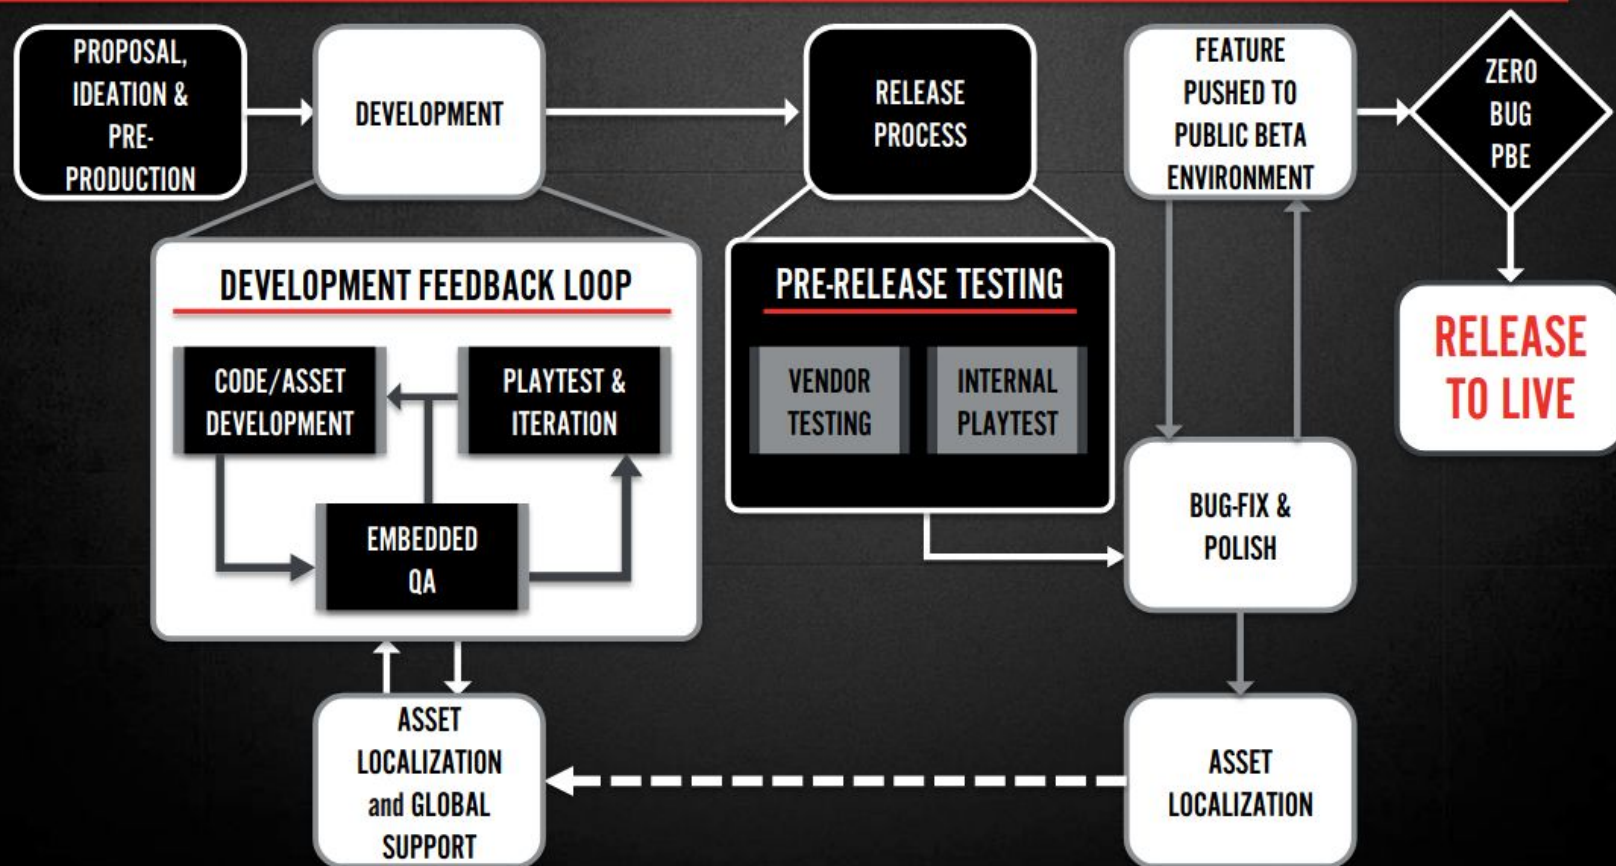 PROPOSAL,
IDEATION &
PRE-
PRODUCTION
DEVELOPMENT
RELEASE
PROCESS
FEATURE
PUSHED TO
PUBLIC BETA
ENVIRONMENT
ZERO
BUG
PBE
DEVELOPMENT FEEDBACK LOOP
CODE/ASSET
DEVELOPMENT
PLAYTEST &
ITERATION
EMBEDDED
QA
PRE-RELEASE TESTING
VENDOR
TESTING
INTERNAL
PLAYTEST
RELEASE
TO LIVE
BUG-FIX &
POLISH
ASSET
LOCALIZATION
and GLOBAL
SUPPORT
ASSET
LOCALIZATION